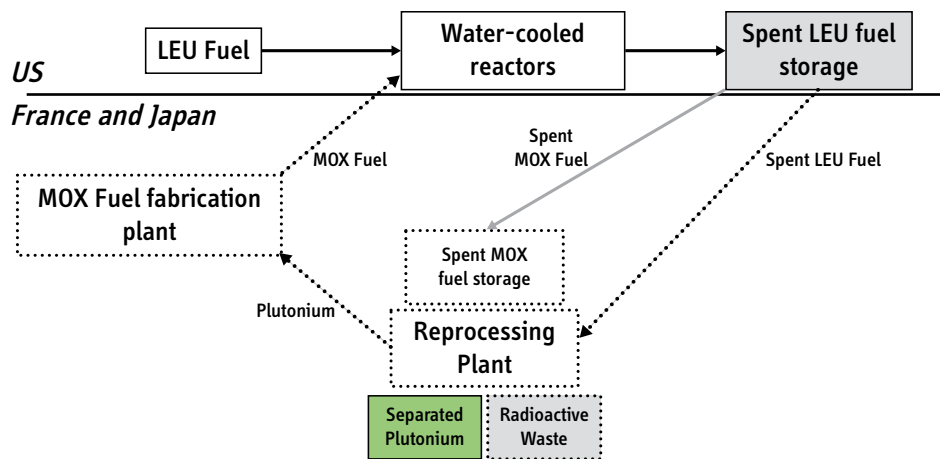 LEU Fuel
Water-cooled
reactors
Spent LEU fuel
storage
US
France and Japan
MOX Fuel
Spent
MOX Fuel
Spent LEU Fuel
MOX Fuel fabrication
plant
Spent MOX
fuel storage
Plutonium
Reprocessing
Plant
Separated
Plutonium
Radioactive
Waste